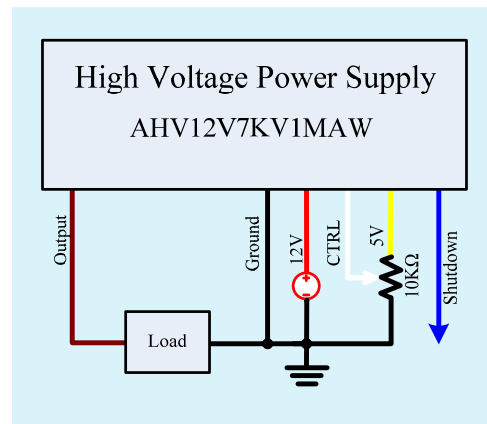 High Voltage Power Supply
AHV12V7KV1MAW
Output
Ground
12V
CTRL
5V
10KΩ
Shutdown
Load